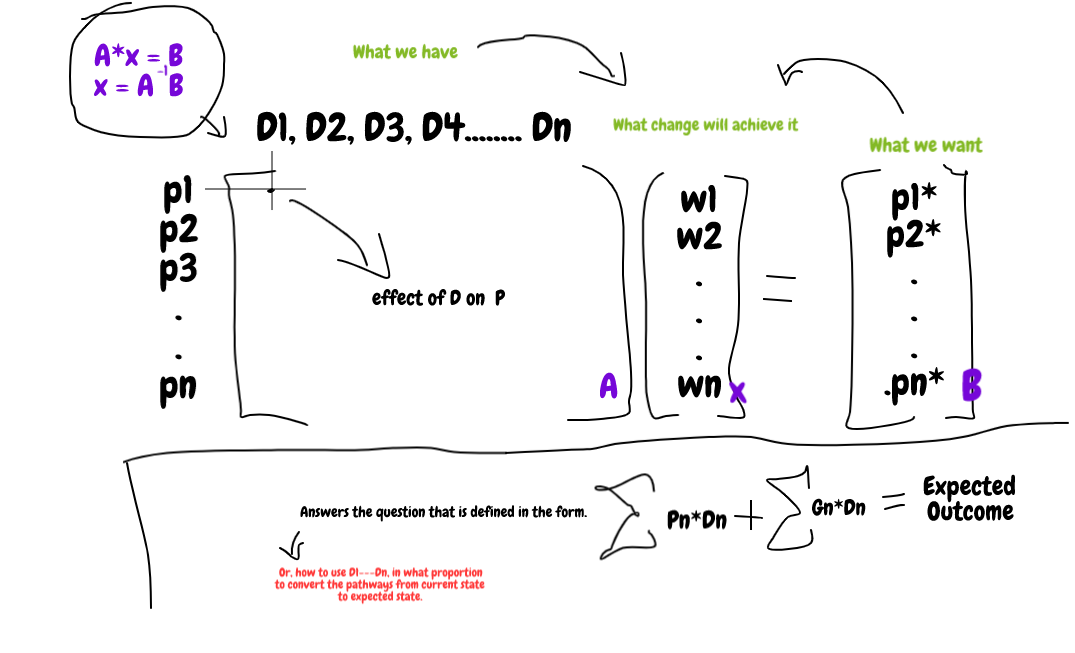 A*x = B
x = A⁻¹B
What we have
D1, D2, D3, D4........ Dn
What change will achieve it
What we want
p1
p2
p3
.
.
pn
effect of D on P
A
w1
w2
.
.
.
wn
x
=
p1*
p2*
.
.
.
.pn*
B
Answers the question that is defined in the form.
Σ Pn*Dn + Σ Gn*Dn = Expected
Outcome
Or, how to use D1---Dn, in what proportion
to convert the pathways from current state
to expected state.